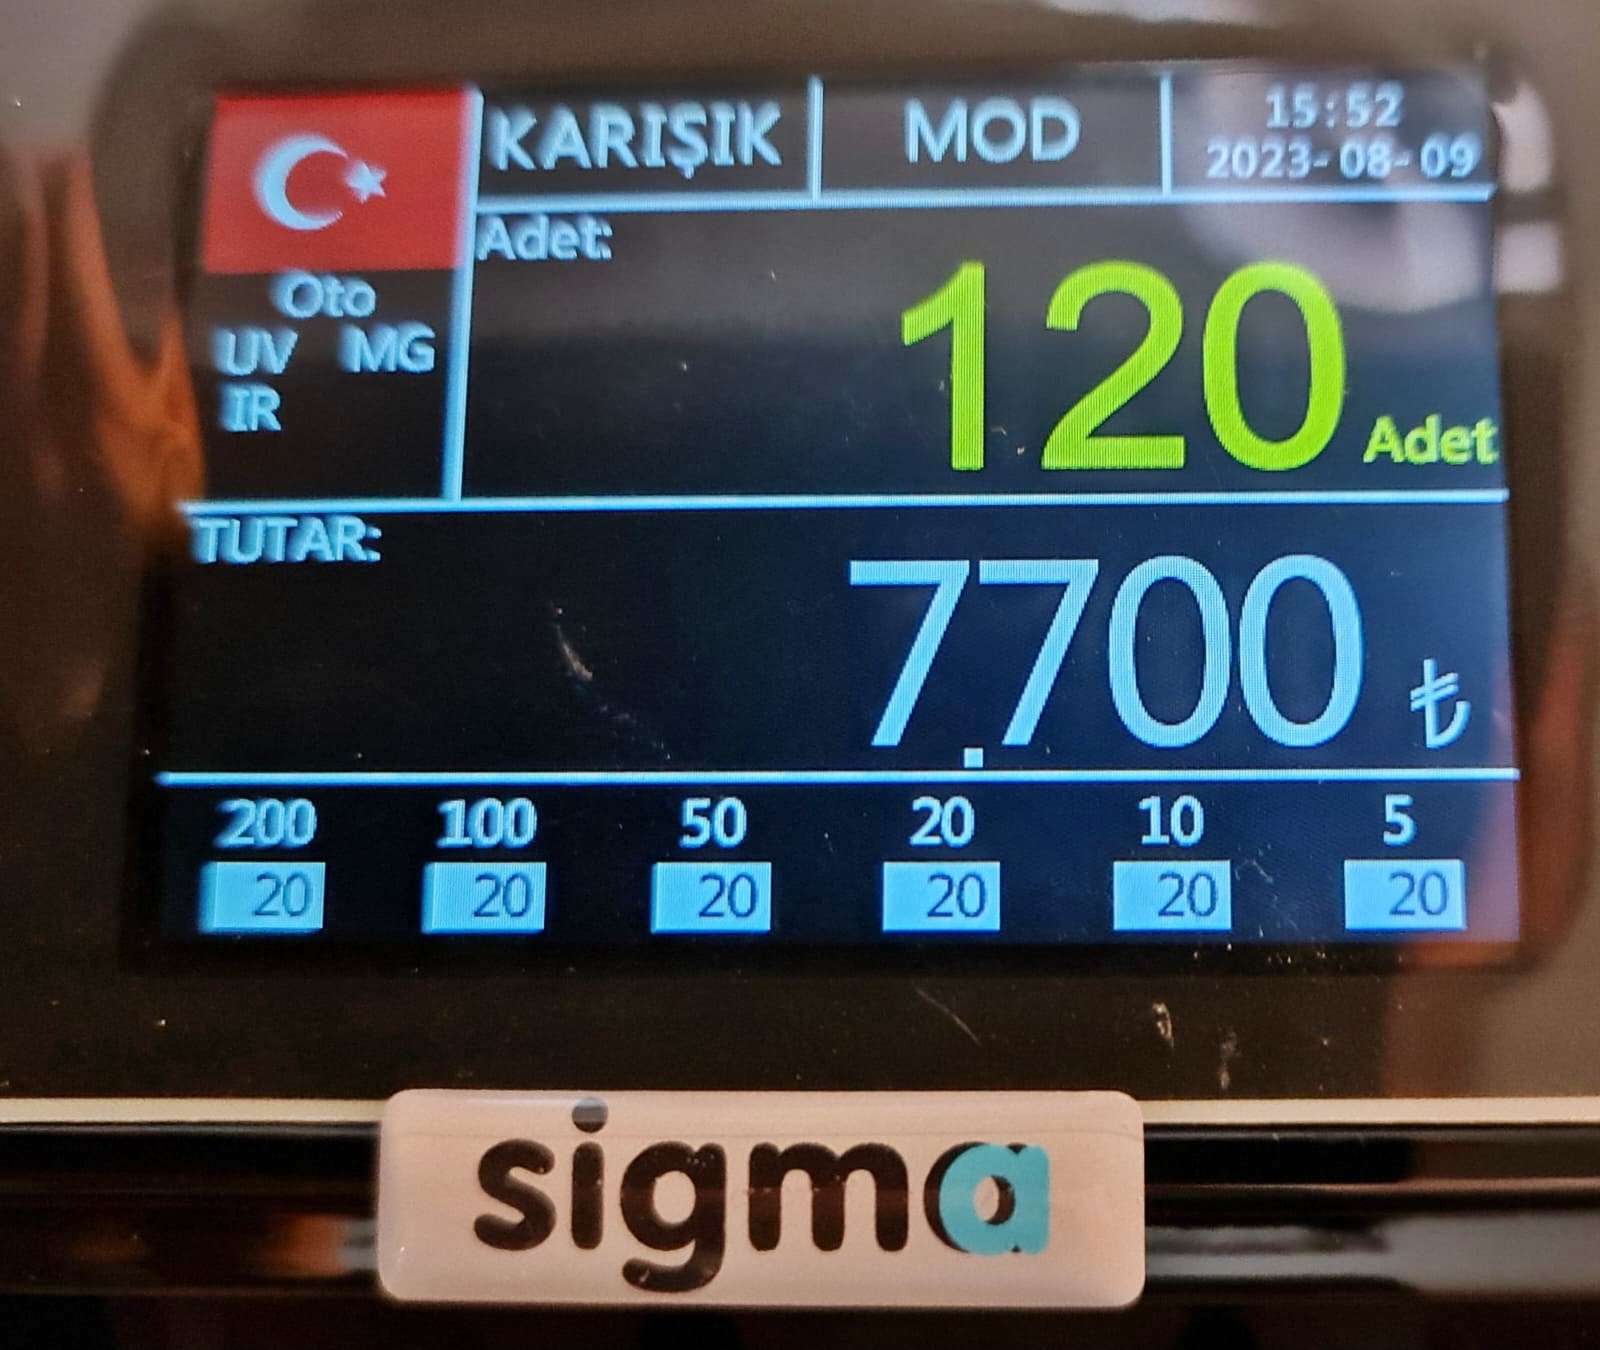 KARIŞIK MOD 15:52
2023-08-09
Adet:
120 Adet
Oto
UV MG
IR
TUTAR:
7.700 ₺
200 100 50 20 10 5
20 20 20 20 20 20
sigma